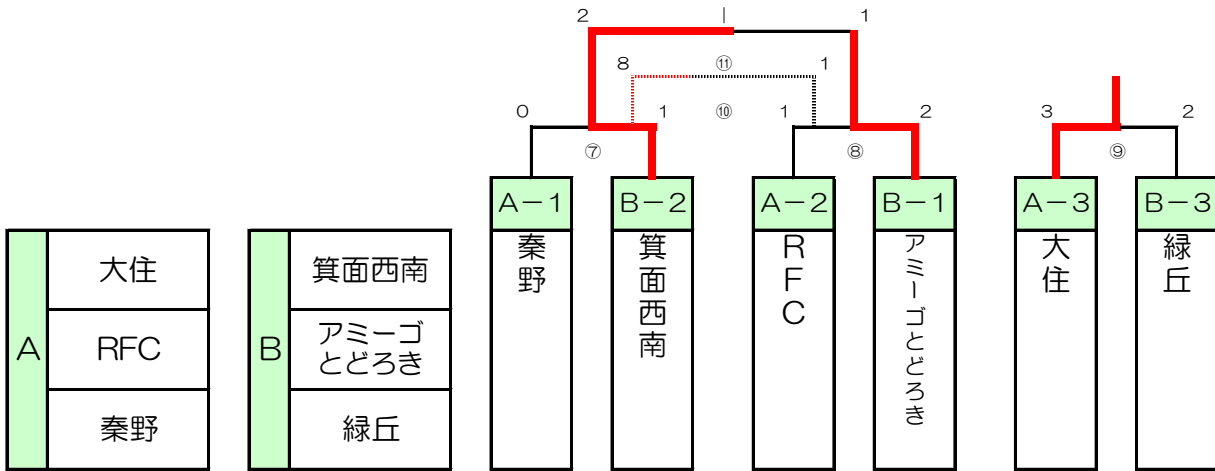 2 | 1
8 ⑪ 1
0 1 ⑩ 1 2 3 2
⑦ ⑧ ⑨
A－1 B－2 A－2 B－1 A－3 B－3
秦野
箕面西南
RFC
アミーゴとどろき
大住
緑丘
A
大住
RFC
秦野
B
箕面西南
アミーゴ
とどろき
緑丘